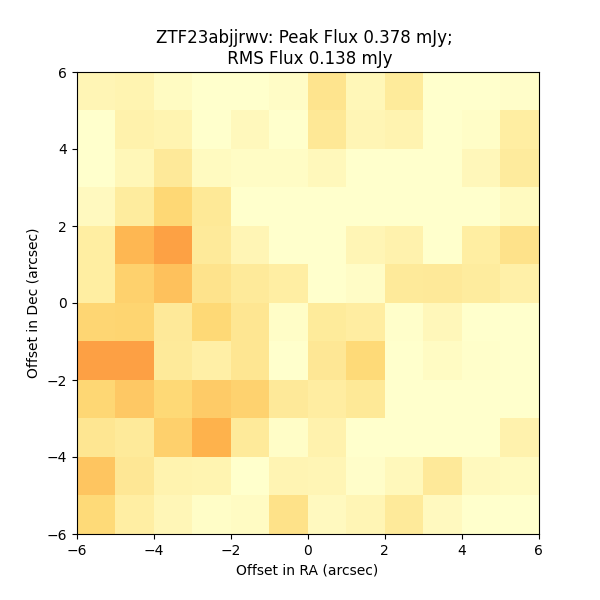 ZTF23abjjrwv: Peak Flux 0.378 mJy;
RMS Flux 0.138 mJy
6
4
2
0
−2
−4
−6
Offset in Dec (arcsec)
−6 −4 −2 0 2 4 6
Offset in RA (arcsec)